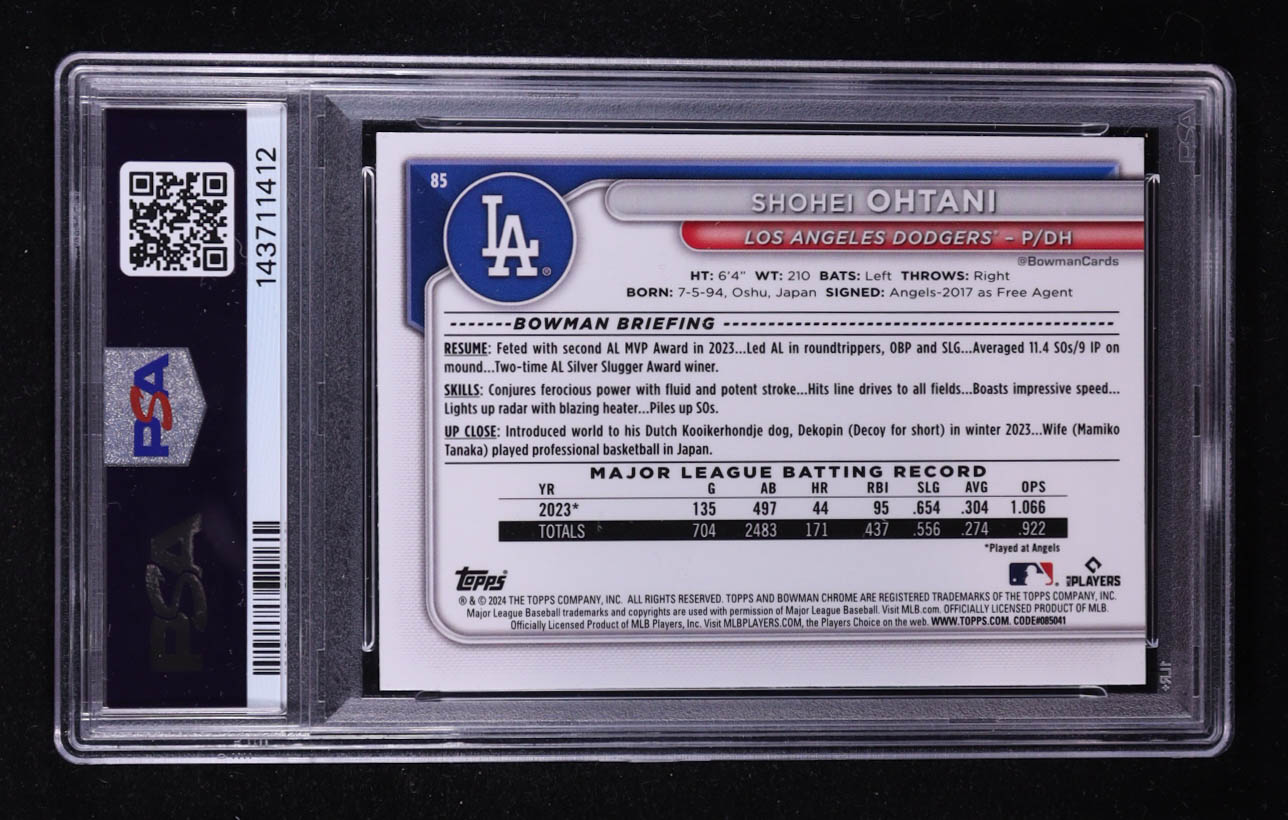 143711412
PSA
PSA
PSA
85
LA
SHOHEI OHTANI
LOS ANGELES DODGERS® – P/DH
@BowmanCards
HT: 6'4" WT: 210 BATS: Left THROWS: Right
BORN: 7-5-94, Oshu, Japan SIGNED: Angels-2017 as Free Agent
BOWMAN BRIEFING
RESUME: Feted with second AL MVP Award in 2023...Led AL in roundtrippers, OBP and SLG...Averaged 11.4 SOs/9 IP on
mound...Two-time AL Silver Slugger Award winer.
SKILLS: Conjures ferocious power with fluid and potent stroke...Hits line drives to all fields...Boasts impressive speed...
Lights up radar with blazing heater...Piles up SOs.
UP CLOSE: Introduced world to his Dutch Kooikerhondje dog, Dekopin (Decoy for short) in winter 2023...Wife (Mamiko
Tanaka) played professional basketball in Japan.
MAJOR LEAGUE BATTING RECORD
YR G AB HR RBI SLG AVG OPS
2023* 135 497 44 95 .654 .304 1.066
TOTALS 704 2483 171 437 .556 .274 .922
*Played at Angels
Topps® PLAYERS
® & © 2024 THE TOPPS COMPANY, INC. ALL RIGHTS RESERVED. TOPPS AND BOWMAN CHROME ARE REGISTERED TRADEMARKS OF THE TOPPS COMPANY, INC.
Major League Baseball trademarks and copyrights are used with permission of Major League Baseball. Visit MLB.com. OFFICIALLY LICENSED PRODUCT OF MLB.
Officially Licensed Product of MLB Players, Inc. Visit MLBPLAYERS.COM, the Players Choice on the web. WWW.TOPPS.COM. CODE#085041